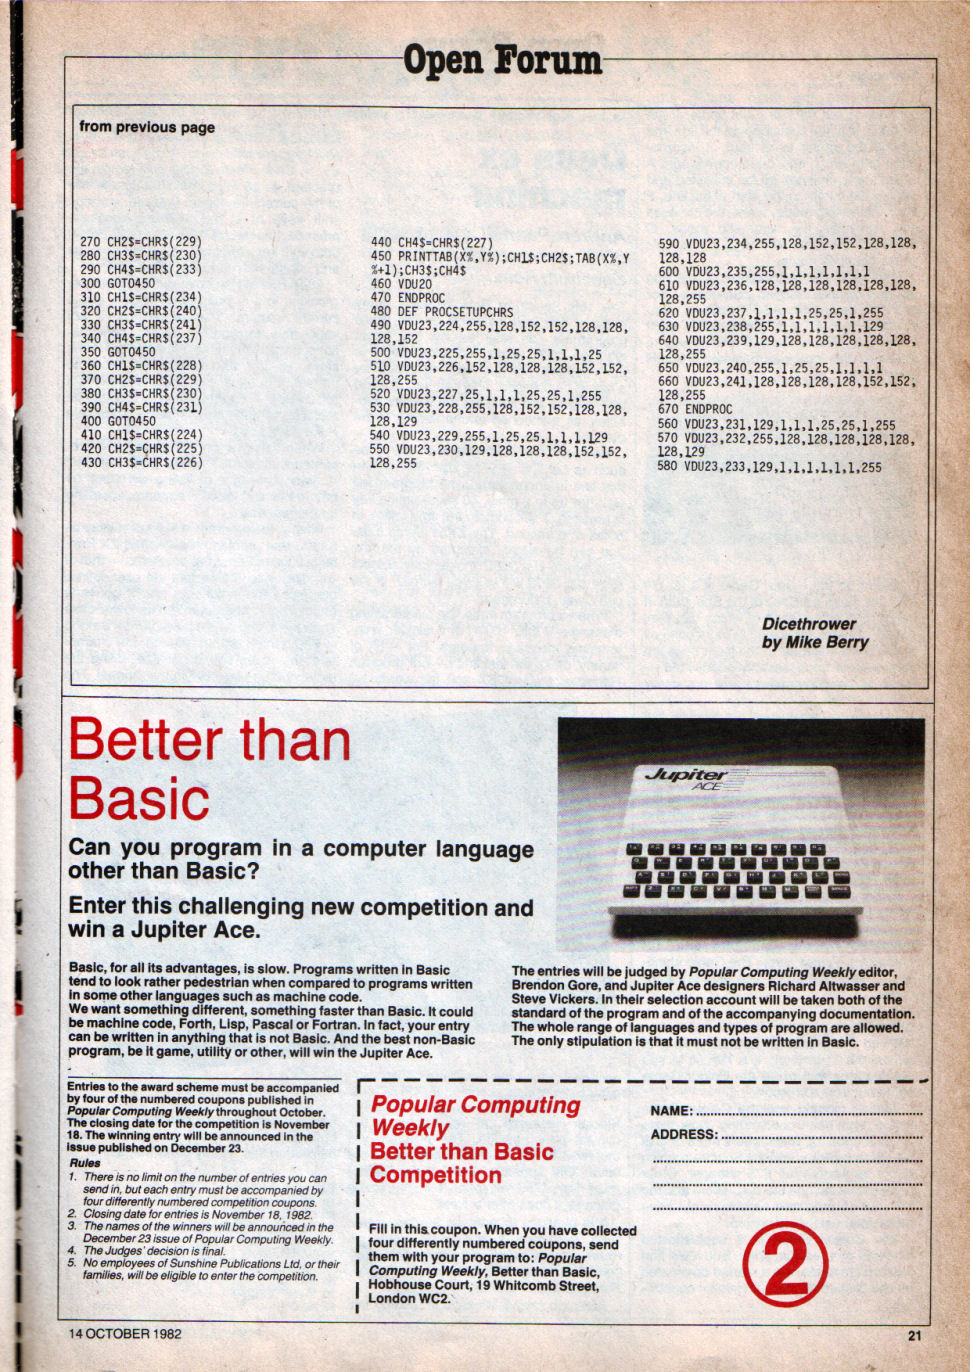 Open Forum
from previous page
270 CH2$=CHR$(229)
280 CH3$=CHR$(230)
290 CH4$=CHR$(233)
300 GOTO450
310 CH1$=CHR$(234)
320 CH2$=CHR$(240)
330 CH3$=CHR$(241)
340 CH4$=CHR$(237)
350 GOTO450
360 CH1$=CHR$(228)
370 CH2$=CHR$(229)
380 CH3$=CHR$(230)
390 CH4$=CHR$(231)
400 GOTO450
410 CH1$=CHR$(224)
420 CH2$=CHR$(225)
430 CH3$=CHR$(226)
440 CH4$=CHR$(227)
450 PRINTTAB(X%,Y%);CH1$;CH2$;TAB(X%,Y
%+1);CH3$;CH4$
460 VDU20
470 ENDPROC
480 DEF PROCSETUPCHRS
490 VDU23,224,255,128,152,152,128,128,
128,152
500 VDU23,225,255,1,25,25,1,1,1,25
510 VDU23,226,152,128,128,128,152,152,
128,255
520 VDU23,227,25,1,1,1,25,25,1,255
530 VDU23,228,255,128,152,152,128,128,
128,129
540 VDU23,229,255,1,25,25,1,1,1,129
550 VDU23,230,129,128,128,128,152,152,
128,255
590 VDU23,234,255,128,152,152,128,128,
128,128
600 VDU23,235,255,1,1,1,1,1,1,1
610 VDU23,236,128,128,128,128,128,128,
128,255
620 VDU23,237,1,1,1,1,25,25,1,255
630 VDU23,238,255,1,1,1,1,1,1,129
640 VDU23,239,129,128,128,128,128,128,
128,255
650 VDU23,240,255,1,25,25,1,1,1,1
660 VDU23,241,128,128,128,128,152,152,
128,255
670 ENDPROC
560 VDU23,231,129,1,1,1,25,25,1,255
570 VDU23,232,255,128,128,128,128,128,
128,129
580 VDU23,233,129,1,1,1,1,1,1,255
Dicethrower
by Mike Berry
Better than
Basic
Can you program in a computer language
other than Basic?
Enter this challenging new competition and
win a Jupiter Ace.
Jupiter
ACE
Basic, for all its advantages, is slow. Programs written in Basic
tend to look rather pedestrian when compared to programs written
in some other languages such as machine code.
We want something different, something faster than Basic. It could
be machine code, Forth, Lisp, Pascal or Fortran. In fact, your entry
can be written in anything that is not Basic. And the best non-Basic
program, be it game, utility or other, will win the Jupiter Ace.
The entries will be judged by Popular Computing Weekly editor,
Brendon Gore, and Jupiter Ace designers Richard Altwasser and
Steve Vickers. In their selection account will be taken both of the
standard of the program and of the accompanying documentation.
The whole range of languages and types of program are allowed.
The only stipulation is that it must not be written in Basic.
Entries to the award scheme must be accompanied
by four of the numbered coupons published in
Popular Computing Weekly throughout October.
The closing date for the competition is November
18. The winning entry will be announced in the
issue published on December 23.
Rules
1. There is no limit on the number of entries you can
send in, but each entry must be accompanied by
four differently numbered competition coupons.
2. Closing date for entries is November 18, 1982.
3. The names of the winners will be announced in the
December 23 issue of Popular Computing Weekly.
4. The Judges' decision is final.
5. No employees of Sunshine Publications Ltd, or their
families, will be eligible to enter the competition.
Popular Computing
Weekly
Better than Basic
Competition
Fill in this coupon. When you have collected
four differently numbered coupons, send
them with your program to: Popular
Computing Weekly, Better than Basic,
Hobhouse Court, 19 Whitcomb Street,
London WC2.
NAME:
ADDRESS:
2
14 OCTOBER 1982
21